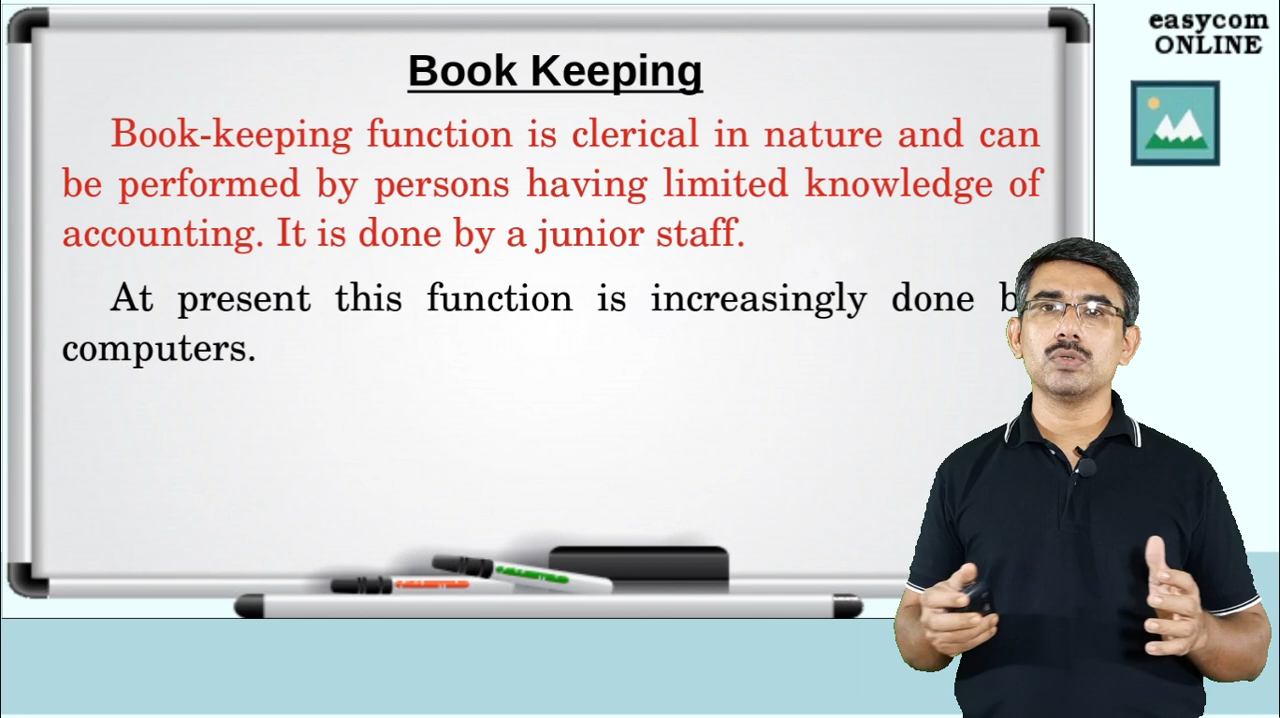 easycom
ONLINE
Book Keeping
Book-keeping function is clerical in nature and can
be performed by persons having limited knowledge of
accounting. It is done by a junior staff.
At present this function is increasingly done b
computers.